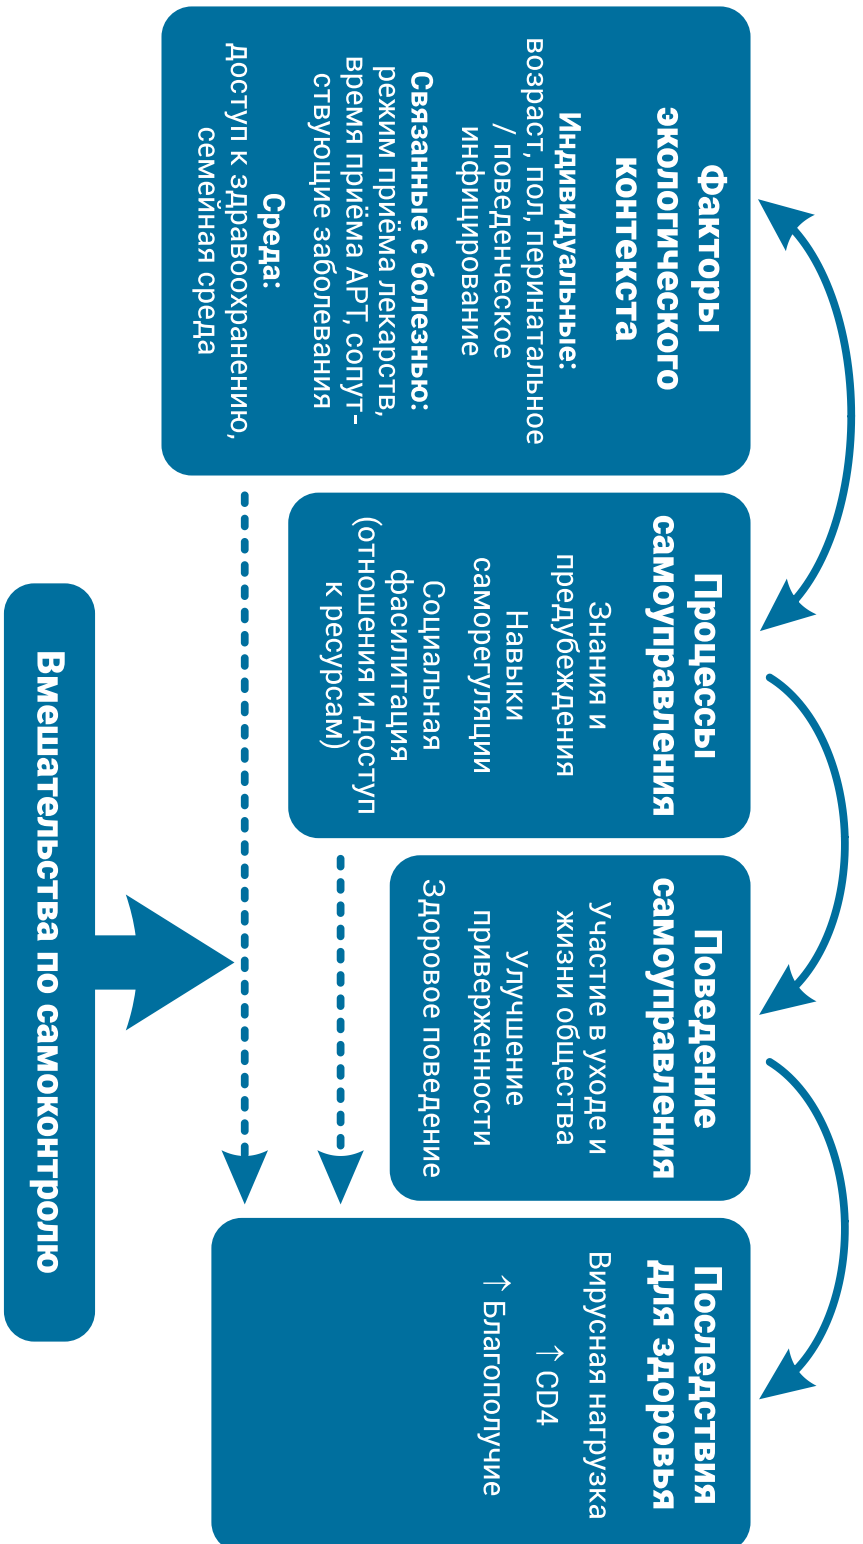 Факторы
экологического
контекста
Индивидуальные:
возраст, пол, перинатальное
/ поведенческое
инфицирование
Связанные с болезнью:
режим приёма лекарств,
время приёма АРТ, сопут-
ствующие заболевания
Среда:
доступ к здравоохранению,
семейная среда
Процессы
самоуправления
Знания и
предубеждения
Навыки
саморегуляции
Социальная
фасилитация
(отношения и доступ
к ресурсам)
Поведение
самоуправления
Участие в уходе и
жизни общества
Улучшение
приверженности
Здоровое поведение
Последствия
для здоровья
Вирусная нагрузка
↑ CD4
↑ Благополучие
Вмешательства по самоконтролю